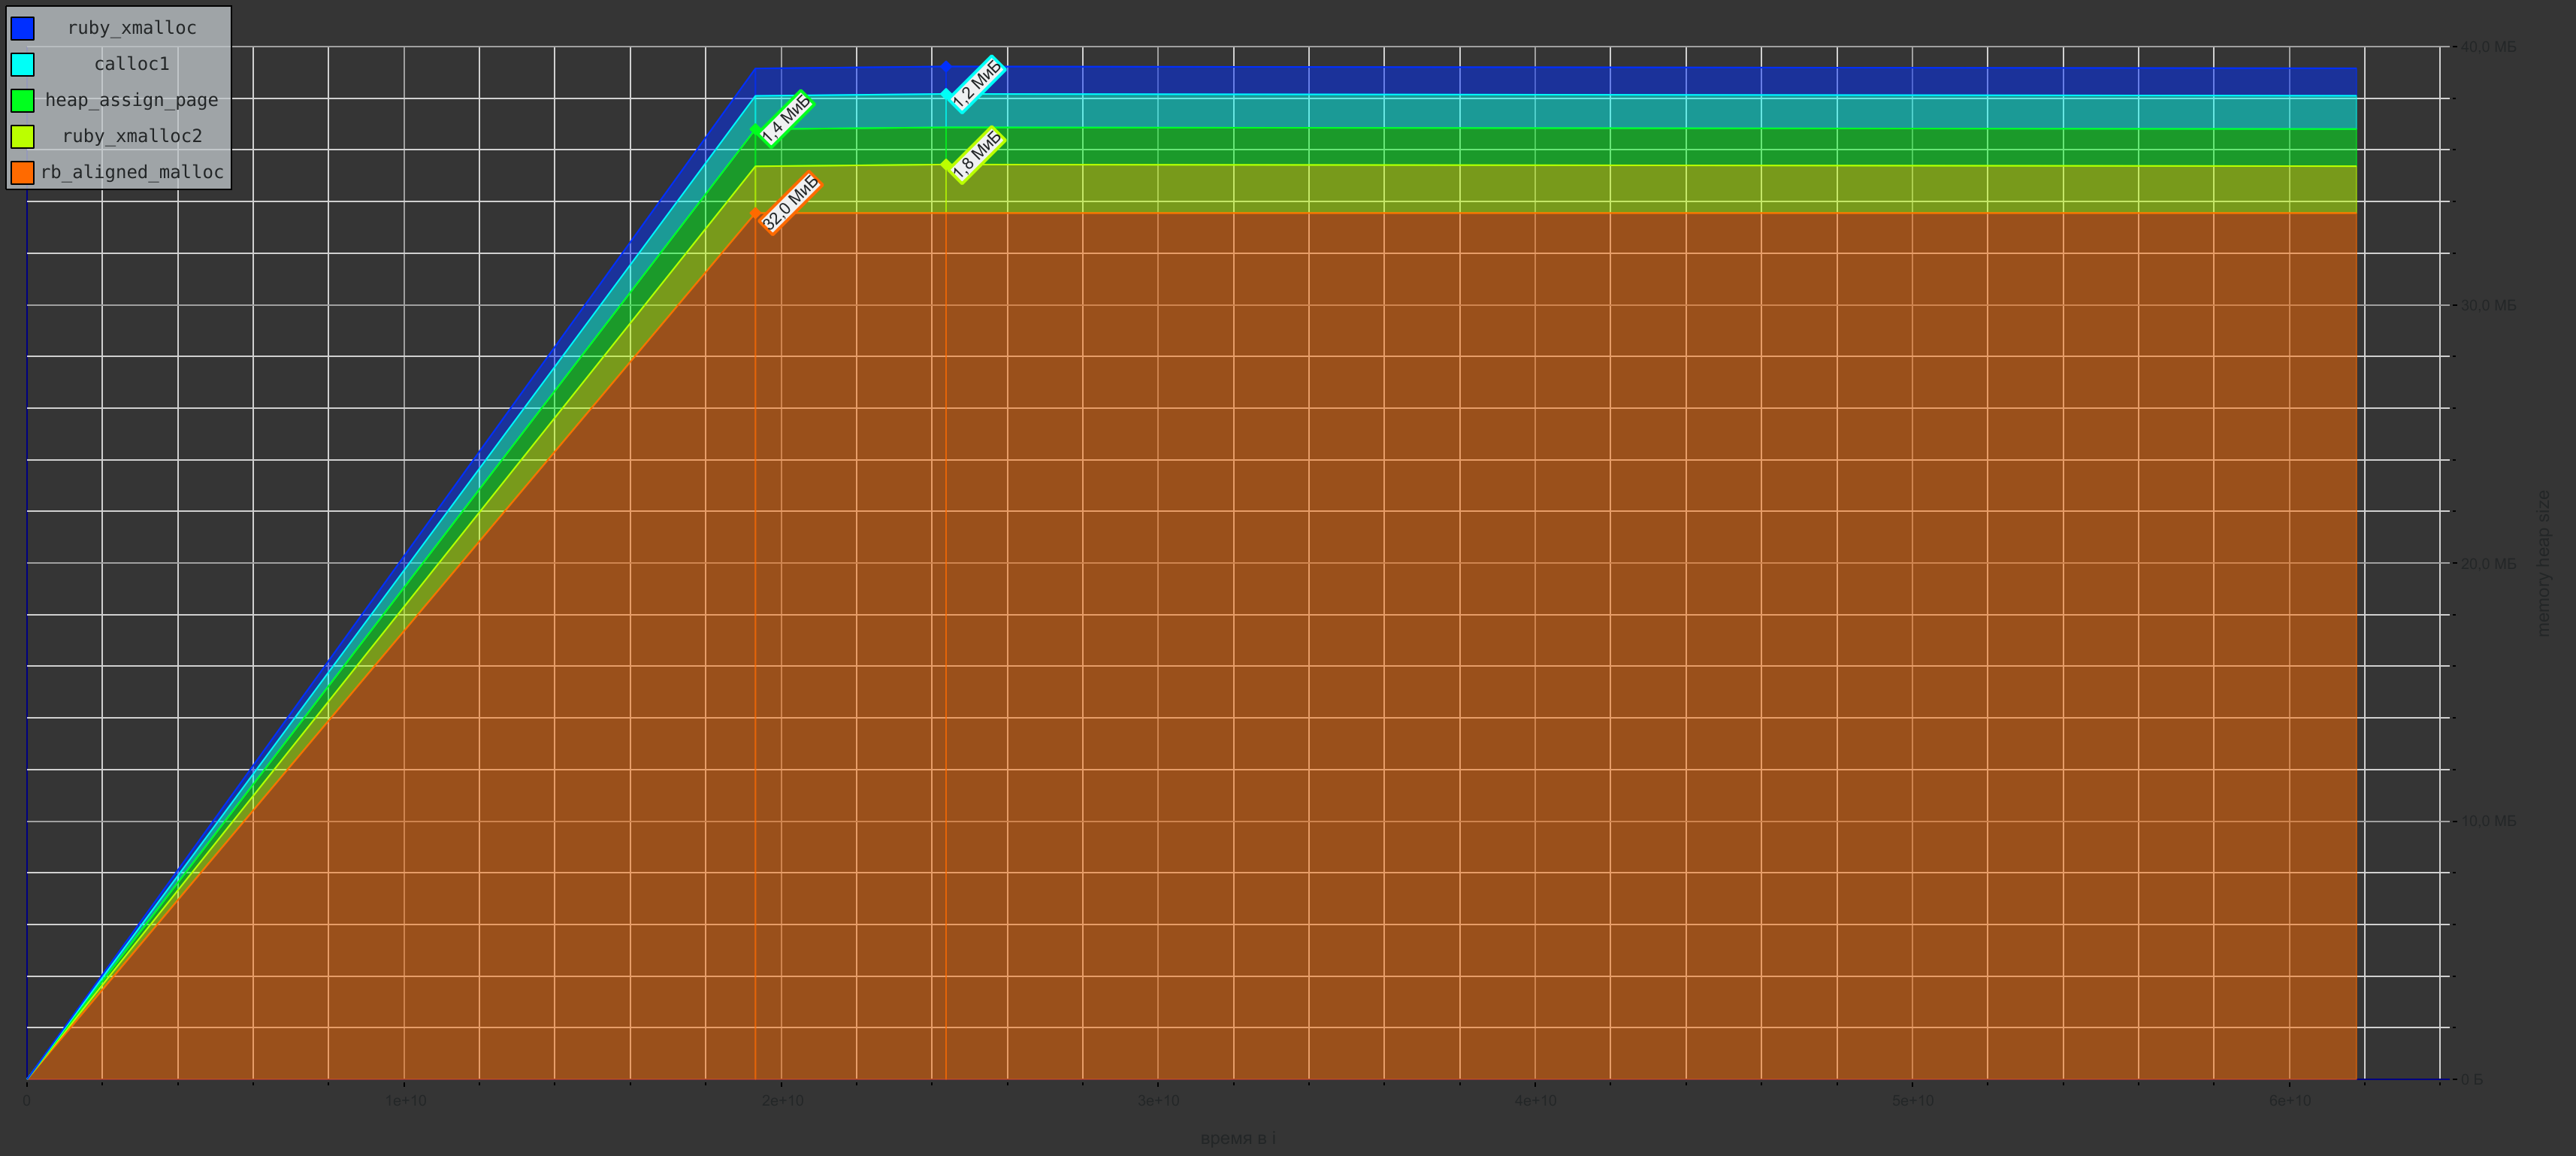 ruby_xmalloc
calloc1
heap_assign_page
ruby_xmalloc2
rb_aligned_malloc
1,2 МиБ
1,4 МиБ
1,8 МиБ
32,0 МиБ
40,0 МБ
30,0 МБ
20,0 МБ
10,0 МБ
0 Б
memory heap size
0
1e+10
2e+10
3e+10
4e+10
5e+10
6e+10
время в i